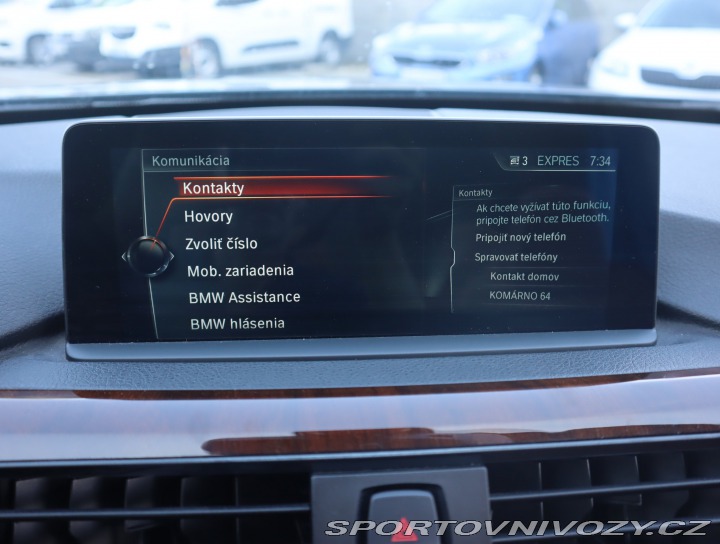 Komunikácia
3 EXPRES 7:34
Kontakty
Hovory
Zvoliť číslo
Mob. zariadenia
BMW Assistance
BMW hlásenia
Kontakty
Ak chcete vyžívať túto funkciu,
pripojte telefón cez Bluetooth.
Pripojiť nový telefón
Spravovať telefóny
Kontakt domov
KOMÁRNO 64
SPORTOVNIVOZY.CZ